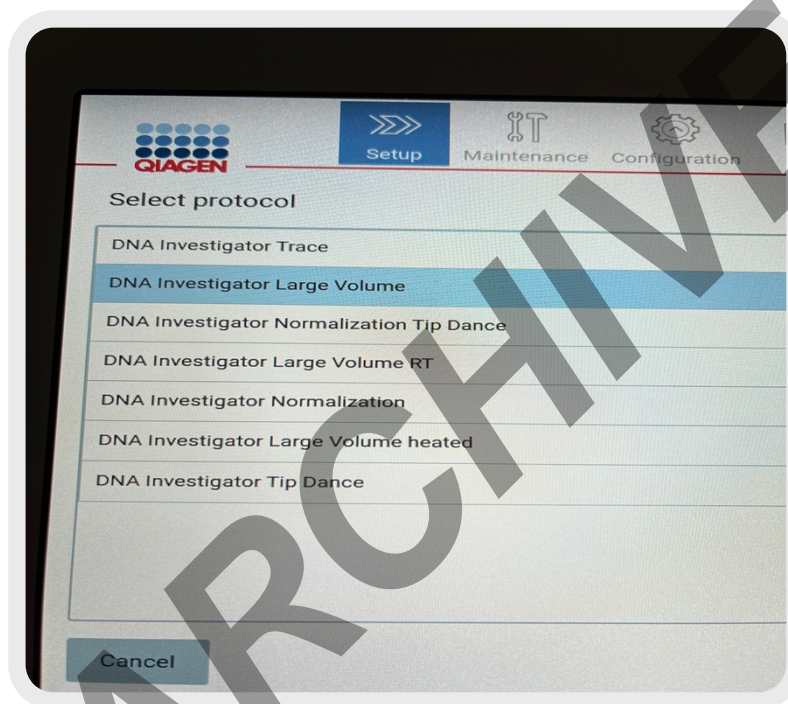 QIAGEN
Setup
Maintenance
Configuration
Select protocol
DNA Investigator Trace
DNA Investigator Large Volume
DNA Investigator Normalization Tip Dance
DNA Investigator Large Volume RT
DNA Investigator Normalization
DNA Investigator Large Volume heated
DNA Investigator Tip Dance
Cancel
ARCHIVE